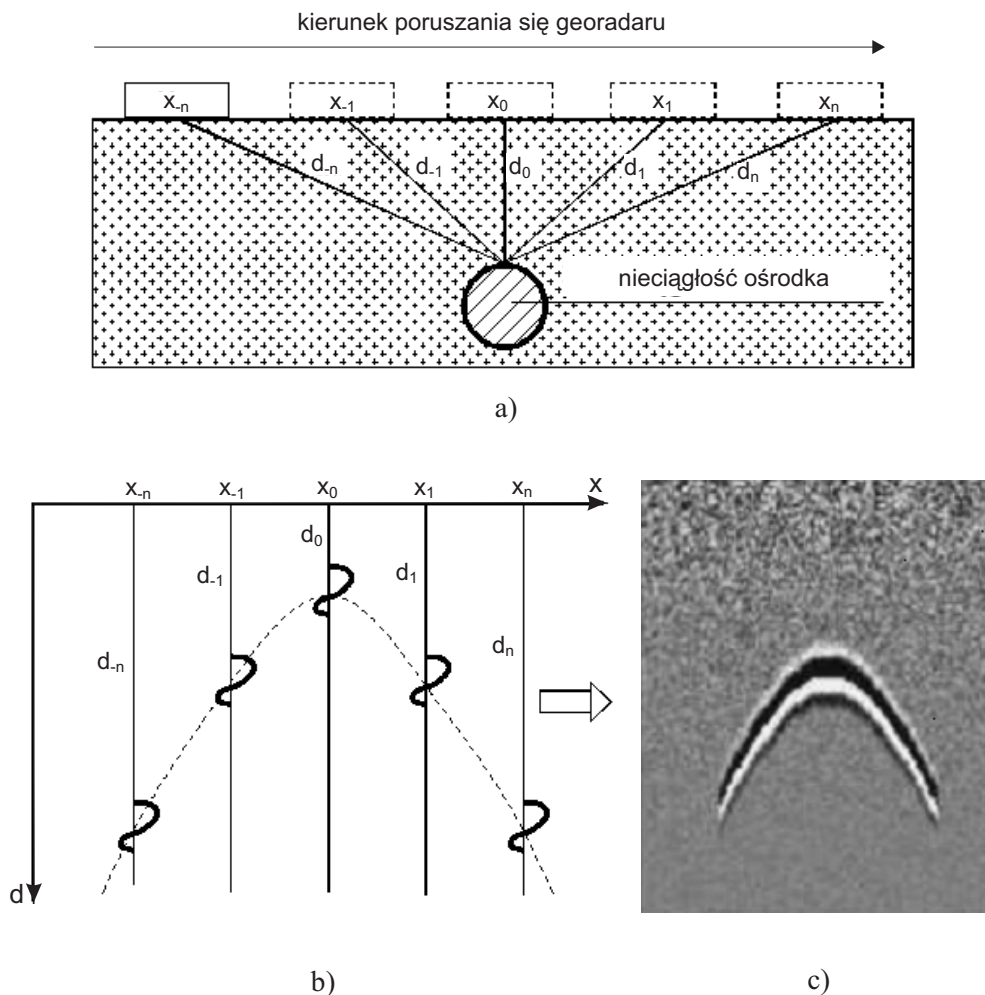 kierunek poruszania się georadaru
x-n x-1 x0 x1 xn
d-n d-1 d0 d1 dn
nieciągłość ośrodka
a)
x-n x-1 x0 x1 xn x
d0
d-1 d1
d-n dn
d
b) c)